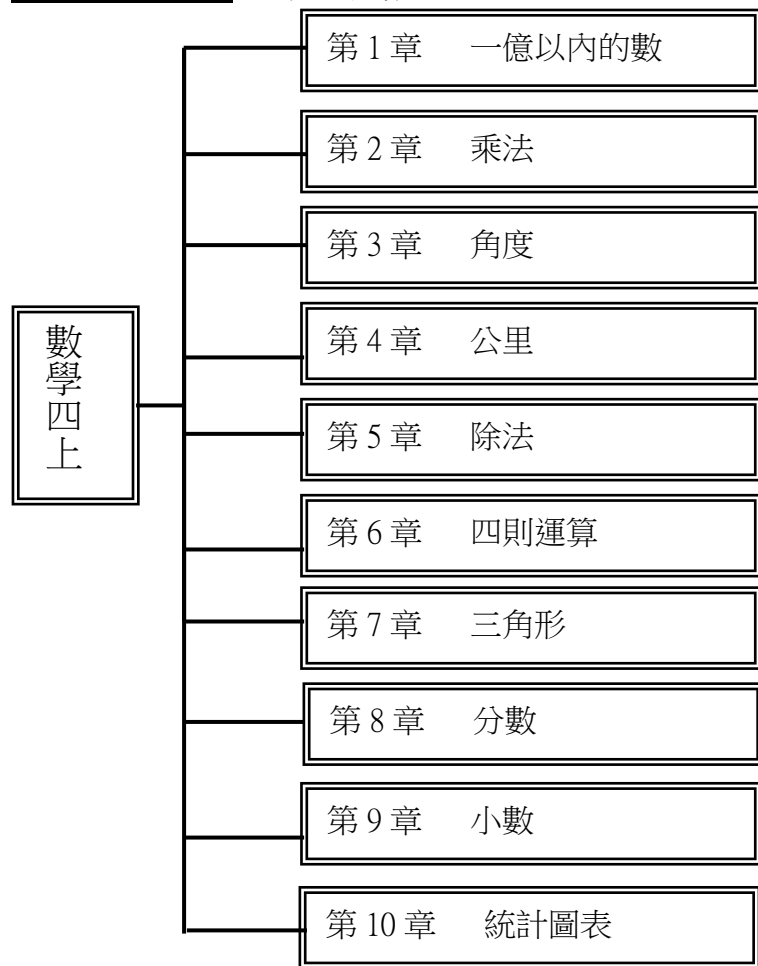 數學四上
第 1 章 一億以內的數
第 2 章 乘法
第 3 章 角度
第 4 章 公里
第 5 章 除法
第 6 章 四則運算
第 7 章 三角形
第 8 章 分數
第 9 章 小數
第 10 章 統計圖表